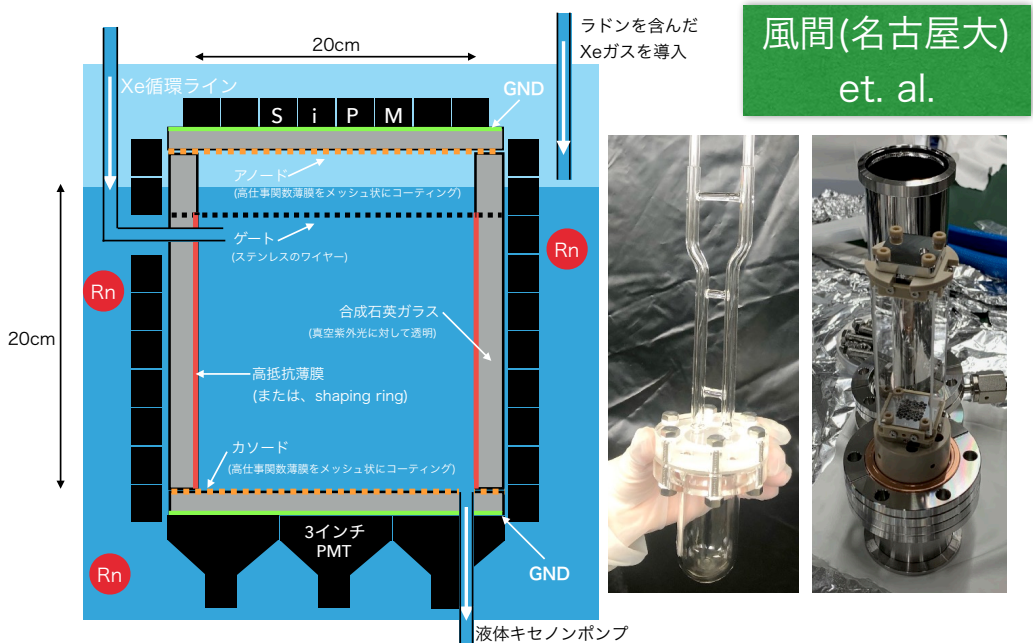 風間(名古屋大)
et. al.
20cm
ラドンを含んだ
Xeガスを導入
Xe循環ライン
GND
S i P M
アノード
(高仕事関数薄膜をメッシュ状にコーティング)
ゲート
(ステンレスのワイヤー)
Rn
Rn
合成石英ガラス
(真空紫外光に対して透明)
20cm
高抵抗薄膜
(または、shaping ring)
カソード
(高仕事関数薄膜をメッシュ状にコーティング)
3インチ
PMT
Rn
GND
液体キセノンポンプ